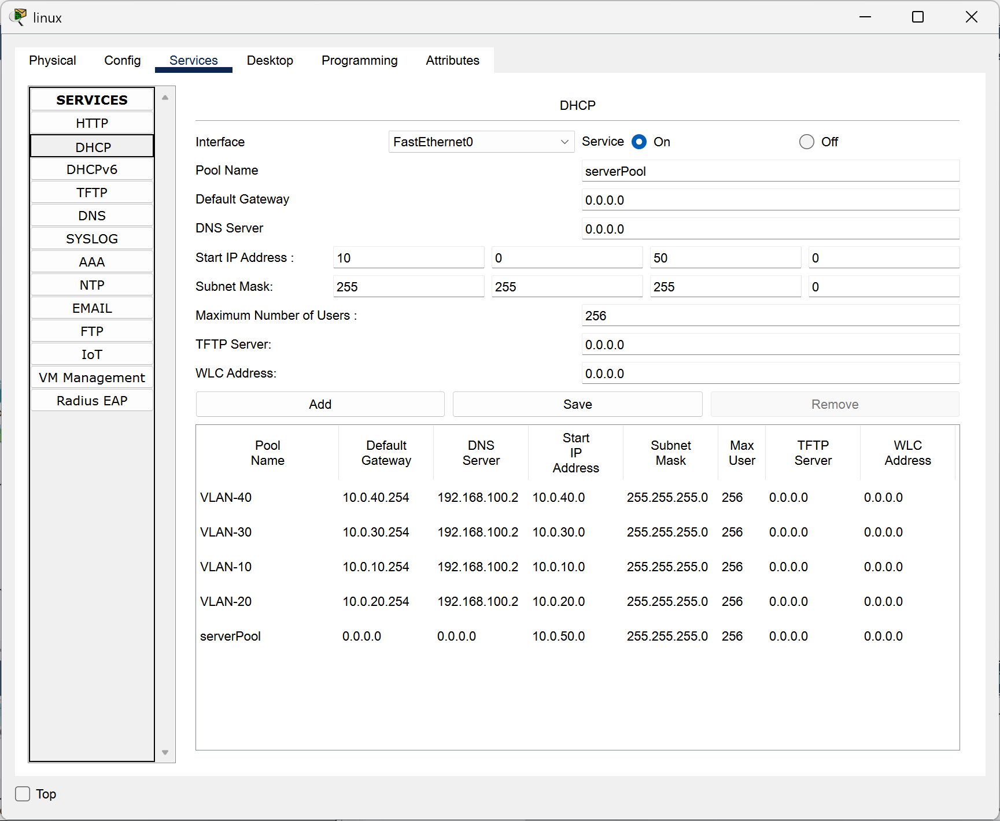 linux
Physical Config Services Desktop Programming Attributes
SERVICES
HTTP
DHCP
DHCPv6
TFTP
DNS
SYSLOG
AAA
NTP
EMAIL
FTP
IoT
VM Management
Radius EAP
DHCP
Interface FastEthernet0 Service On Off
Pool Name serverPool
Default Gateway 0.0.0.0
DNS Server 0.0.0.0
Start IP Address : 10 0 50 0
Subnet Mask: 255 255 255 0
Maximum Number of Users : 256
TFTP Server: 0.0.0.0
WLC Address: 0.0.0.0
Add Save Remove
Pool Name Default Gateway DNS Server Start IP Address Subnet Mask Max User TFTP Server WLC Address
VLAN-40 10.0.40.254 192.168.100.2 10.0.40.0 255.255.255.0 256 0.0.0.0 0.0.0.0
VLAN-30 10.0.30.254 192.168.100.2 10.0.30.0 255.255.255.0 256 0.0.0.0 0.0.0.0
VLAN-10 10.0.10.254 192.168.100.2 10.0.10.0 255.255.255.0 256 0.0.0.0 0.0.0.0
VLAN-20 10.0.20.254 192.168.100.2 10.0.20.0 255.255.255.0 256 0.0.0.0 0.0.0.0
serverPool 0.0.0.0 0.0.0.0 10.0.50.0 255.255.255.0 256 0.0.0.0 0.0.0.0
Top